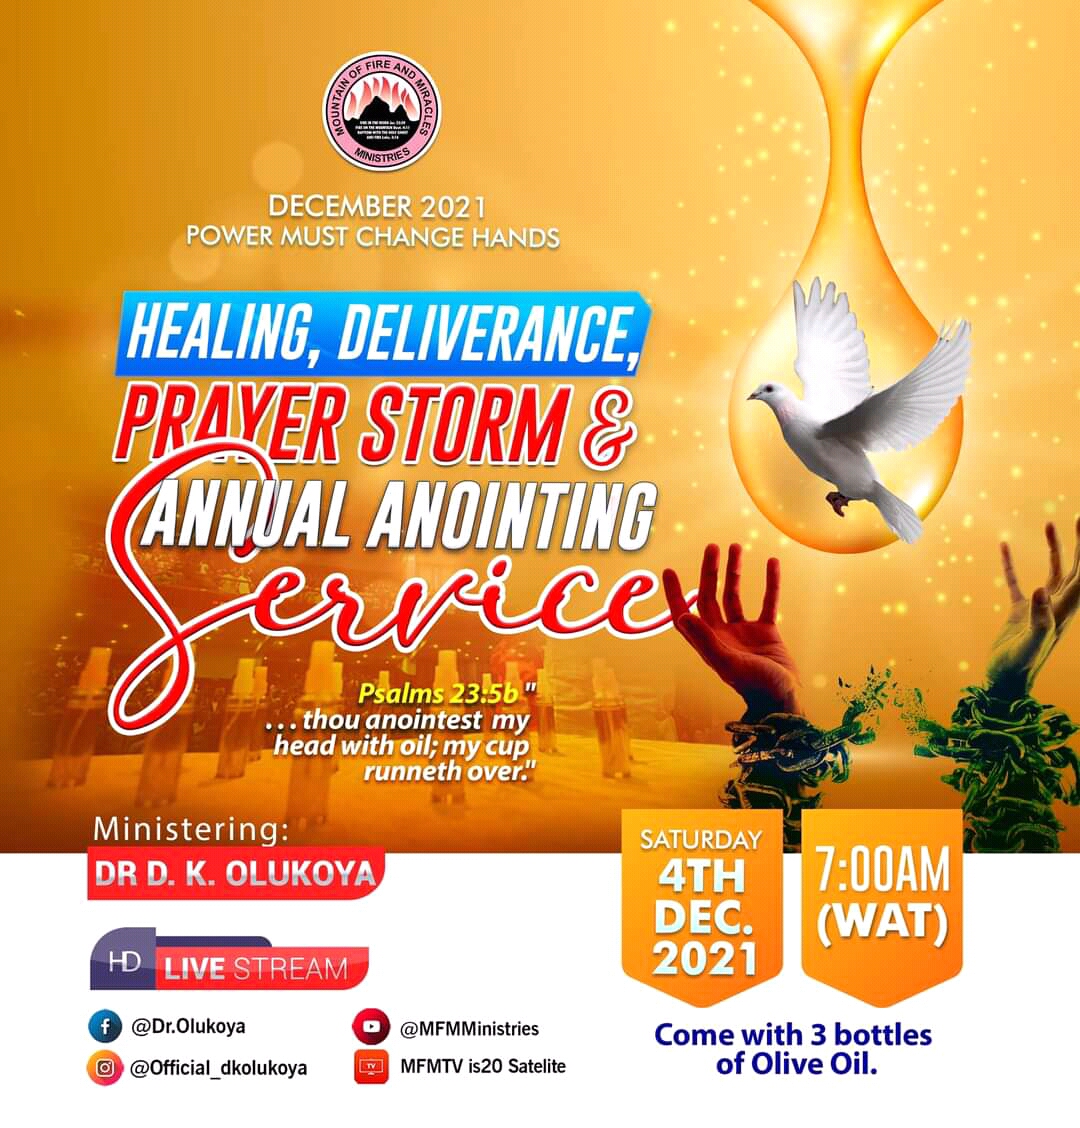 MOUNTAIN OF FIRE AND MIRACLES
MINISTRIES
DECEMBER 2021
POWER MUST CHANGE HANDS
HEALING, DELIVERANCE,
PRAYER STORM &
ANNUAL ANOINTING
Service
Psalms 23:5b "
...thou anointest my
head with oil; my cup
runneth over."
Ministering:
DR D. K. OLUKOYA
HD LIVE STREAM
@Dr.Olukoya
@MFMMinistries
@Official_dkolukoya
TV
MFMTV is20 Satelite
SATURDAY
4TH
DEC.
2021
7:00AM
(WAT)
Come with 3 bottles
of Olive Oil.